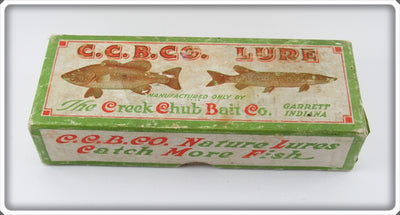 C.C.B.CO. LURE
MANUFACTURED ONLY BY
The Creek Chub Bait Co.
GARRETT
INDIANA
C.C.B.CO. Nature Lures
Catch More Fish